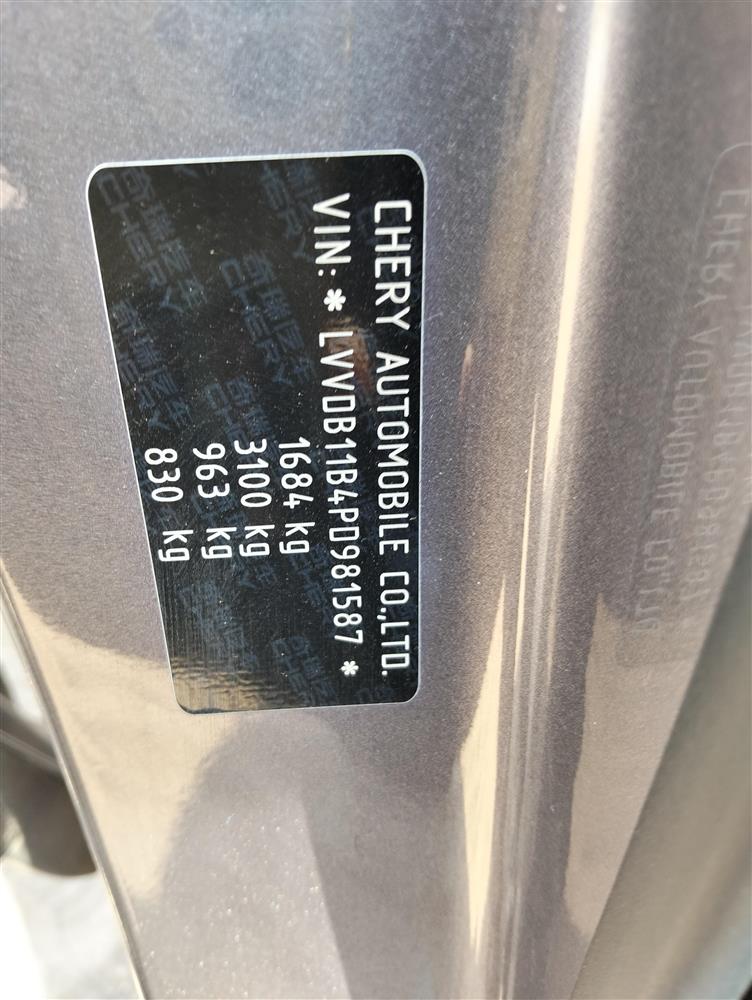 CHERY AUTOMOBILE CO.,LTD.
VIN:* LVVDB11B4PD981587 *
1684 kg
3100 kg
963 kg
830 kg